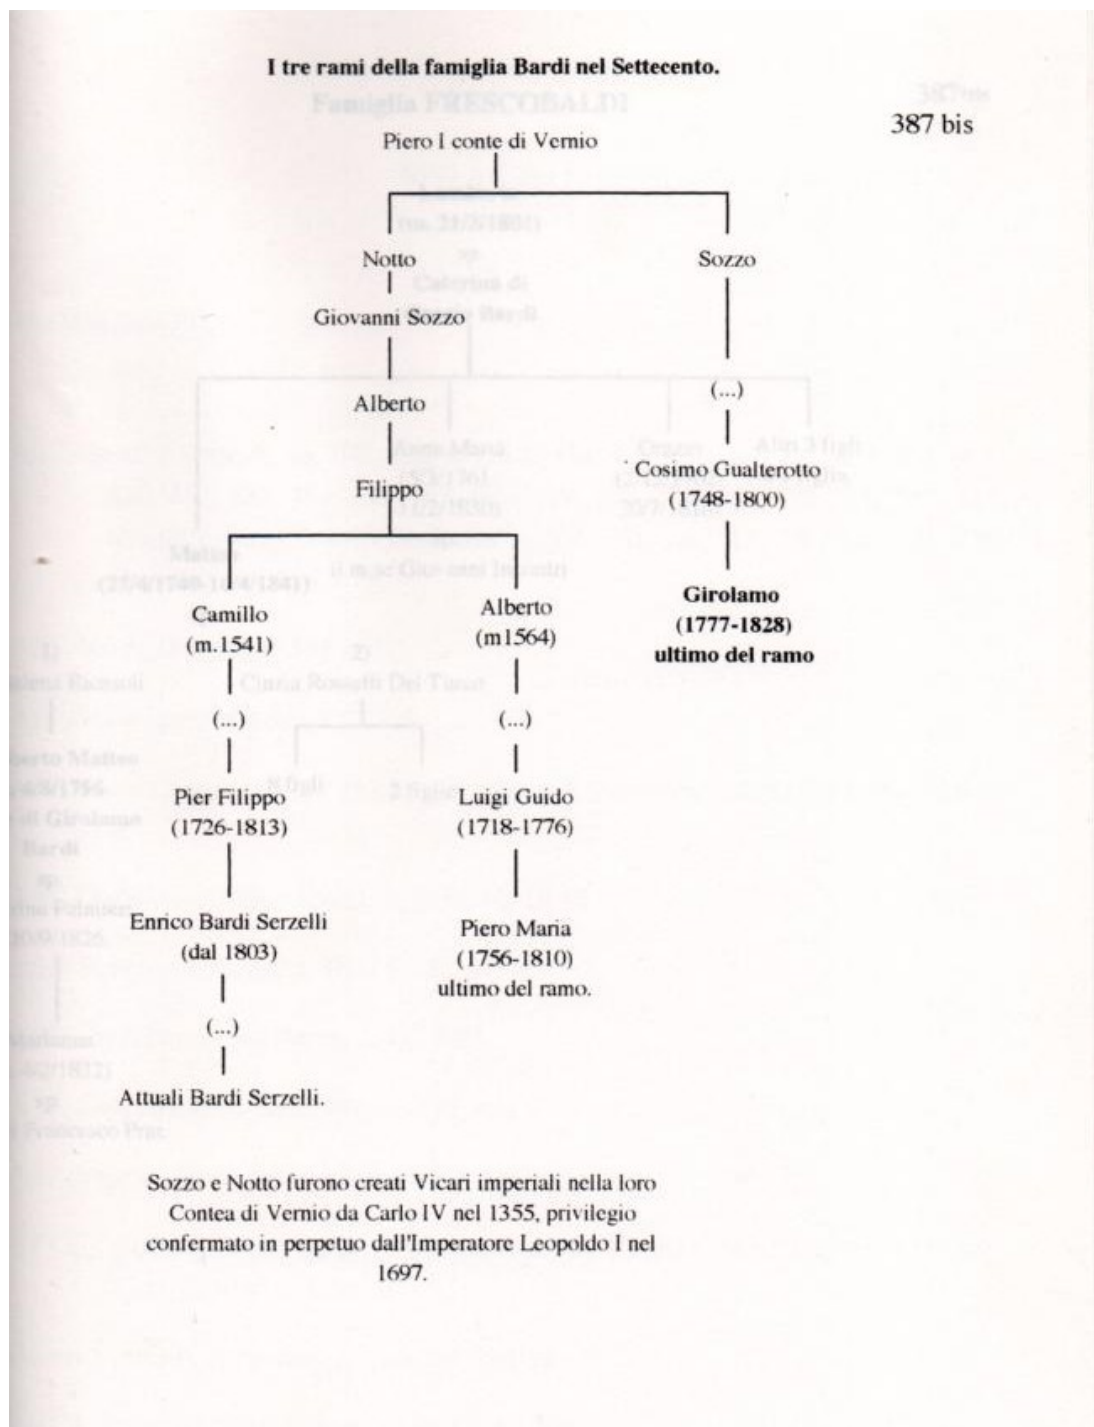 I tre rami della famiglia Bardi nel Settecento.
Famiglia FRESCOBALDI
387 bis
387 bis
Piero I conte di Vernio
Notto
Sozzo
Giovanni Sozzo
(...)
Alberto
Cosimo Gualterotto
(1748-1800)
Filippo
Girolamo
(1777-1828)
ultimo del ramo
Camillo
(m.1541)
Alberto
(m1564)
(...)
(...)
Pier Filippo
(1726-1813)
Luigi Guido
(1718-1776)
Enrico Bardi Serzelli
(dal 1803)
Piero Maria
(1756-1810)
ultimo del ramo.
(...)
Attuali Bardi Serzelli.
Sozzo e Notto furono creati Vicari imperiali nella loro
Contea di Vernio da Carlo IV nel 1355, privilegio
confermato in perpetuo dall'Imperatore Leopoldo I nel
1697.